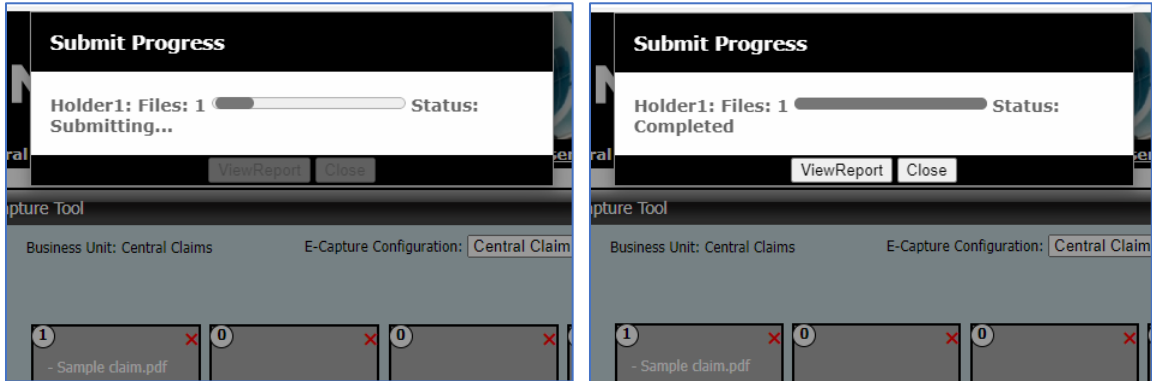 Submit Progress
Holder1: Files: 1 Status:
Submitting...
ViewReport Close
pture Tool
Business Unit: Central Claims E-Capture Configuration: Central Claim
1 0 0
- Sample claim.pdf
Submit Progress
Holder1: Files: 1 Status:
Completed
ViewReport Close
apture Tool
Business Unit: Central Claims E-Capture Configuration: Central Claim
1 0 0
- Sample claim.pdf